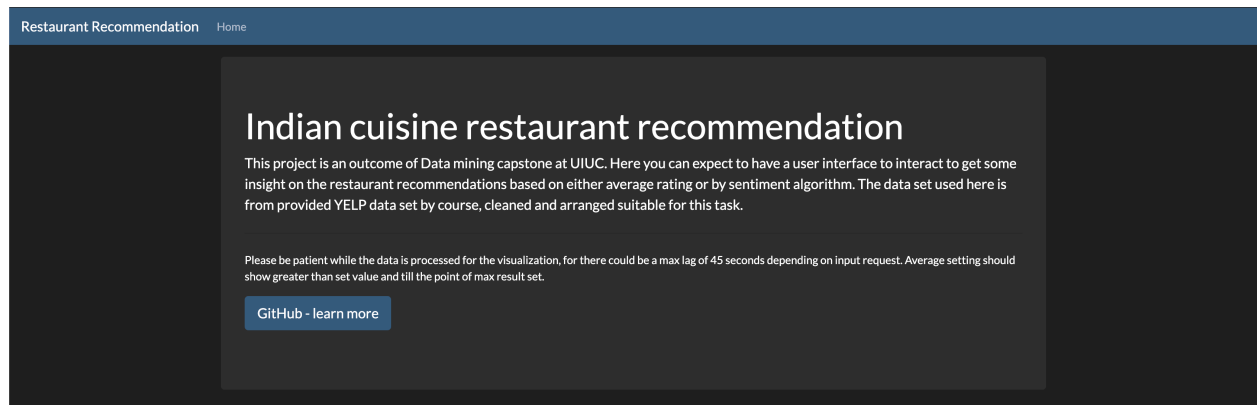 Restaurant Recommendation Home
Indian cuisine restaurant recommendation
This project is an outcome of Data mining capstone at UIUC. Here you can expect to have a user interface to interact to get some
insight on the restaurant recommendations based on either average rating or by sentiment algorithm. The data set used here is
from provided YELP data set by course, cleaned and arranged suitable for this task.
Please be patient while the data is processed for the visualization, for there could be a max lag of 45 seconds depending on input request. Average setting should
show greater than set value and till the point of max result set.
GitHub - learn more